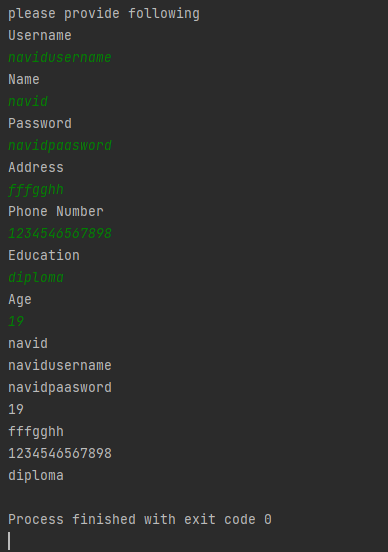 please provide following
Username
navidusername
Name
navid
Password
navidpaasword
Address
fffgghh
Phone Number
1234546567898
Education
diploma
Age
19
navid
navidusername
navidpaasword
19
fffgghh
1234546567898
diploma
Process finished with exit code 0